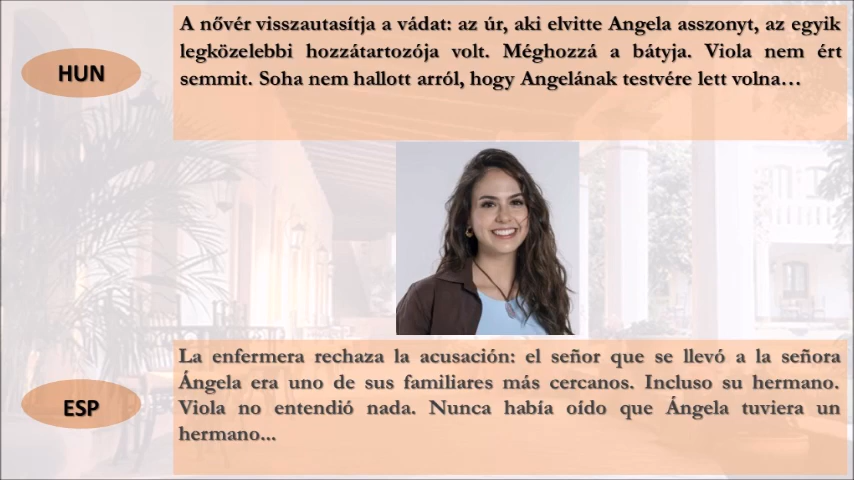 HUN
A nővér visszautasítja a vádat: az úr, aki elvitte Angela asszonyt, az egyik
legközelebbi hozzátartozója volt. Méghozzá a bátyja. Viola nem ért
semmit. Soha nem hallott arról, hogy Angelának testvére lett volna…
ESP
La enfermera rechaza la acusación: el señor que se llevó a la señora
Ángela era uno de sus familiares más cercanos. Incluso su hermano.
Viola no entendió nada. Nunca había oído que Ángela tuviera un
hermano...